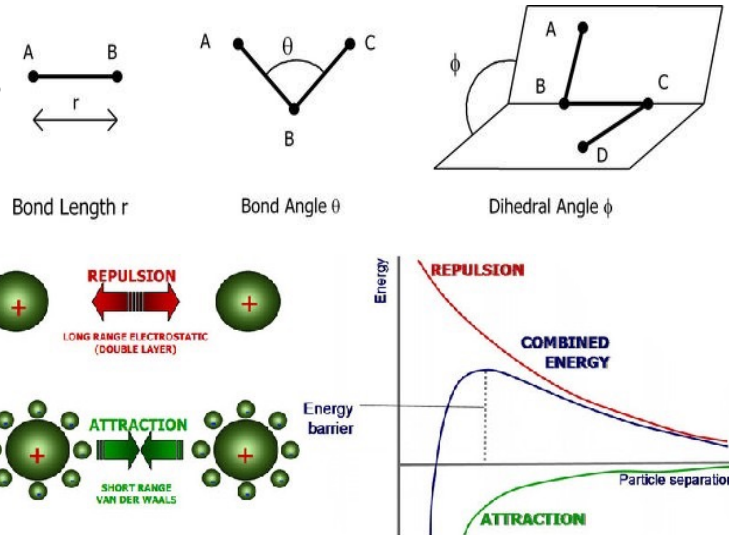 A B
r
Bond Length r
A θ C
B
Bond Angle θ
A
ϕ
B C
D
Dihedral Angle ϕ
REPULSION
+ +
LONG RANGE ELECTROSTATIC
(DOUBLE LAYER)
ATTRACTION
+ +
SHORT RANGE
VAN DER WAALS
Energy
REPULSION
COMBINED
ENERGY
Energy
barrier
Particle separation
ATTRACTION